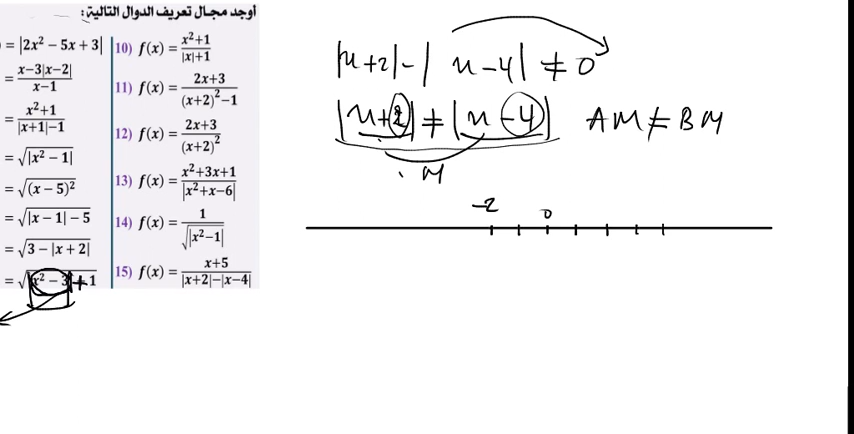 أوجد مجال تعريف الدوال التالية:
= |2x² − 5x + 3|
= x−3|x−2| / x−1
= x²+1 / |x+1|−1
= √|x² − 1|
= √(x − 5)²
= √|x − 1| − 5
= √3 − |x + 2|
= √|x² − 3| + 1
10) f(x) = x²+1 / |x|+1
11) f(x) = 2x+3 / (x+2)²−1
12) f(x) = 2x+3 / (x+2)²
13) f(x) = x²+3x+1 / |x²+x−6|
14) f(x) = 1 / √|x²−1|
15) f(x) = x+5 / |x+2|−|x−4|
|x+2| − |x−4| ≠ 0
|x+2| ≠ |x−4| AM ≠ BM
M
−2 0